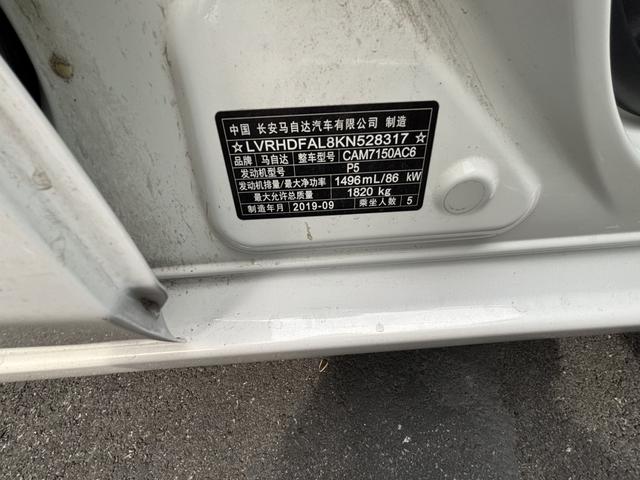 中国 长安马自达汽车有限公司 制造
☆LVRHDFAL8KN528317☆
品牌 马自达 整车型号 CAM7150AC6
发动机型号 P5
发动机排量/最大净功率 1496mL/86 kW
最大允许总质量 1820 kg
制造年月 2019-09 乘坐人数 5